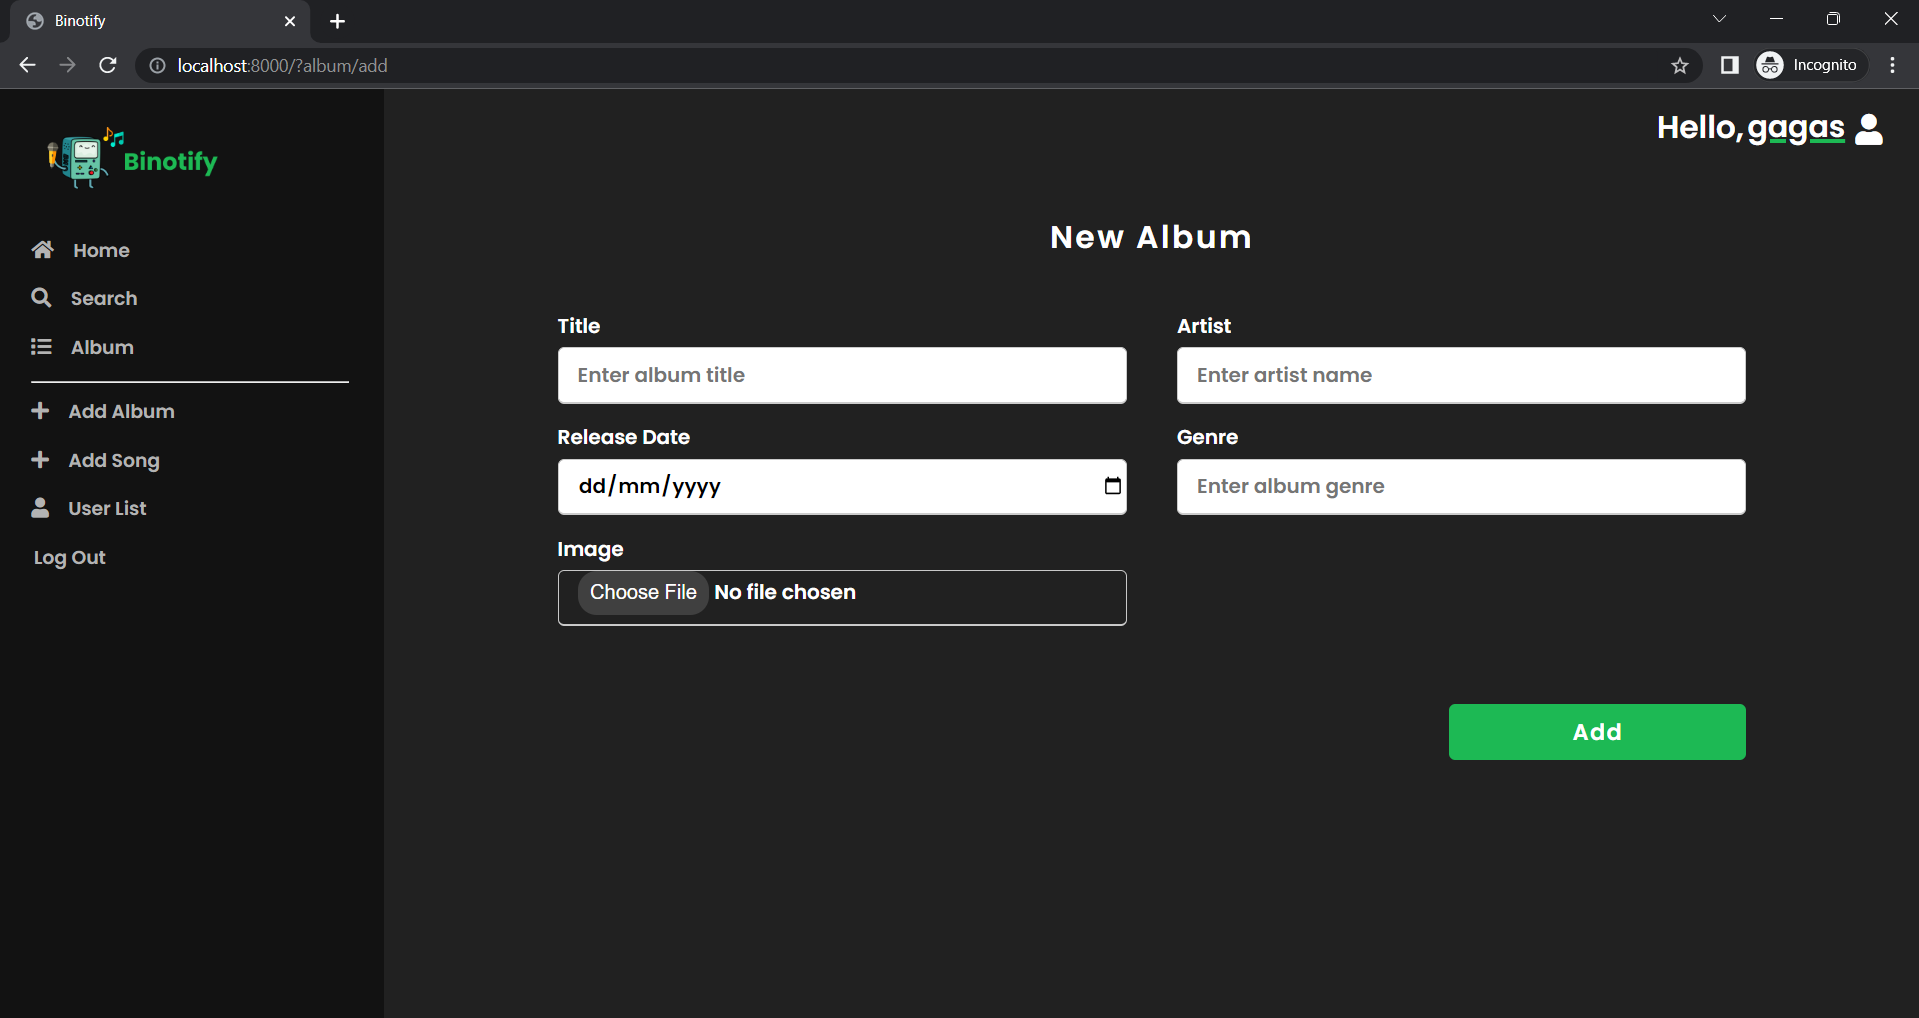 Binotify
localhost:8000/?album/add
Incognito
Binotify
Hello, gagas
Home
Search
Album
Add Album
Add Song
User List
Log Out
New Album
Title
Enter album title
Artist
Enter artist name
Release Date
dd/mm/yyyy
Genre
Enter album genre
Image
Choose File No file chosen
Add